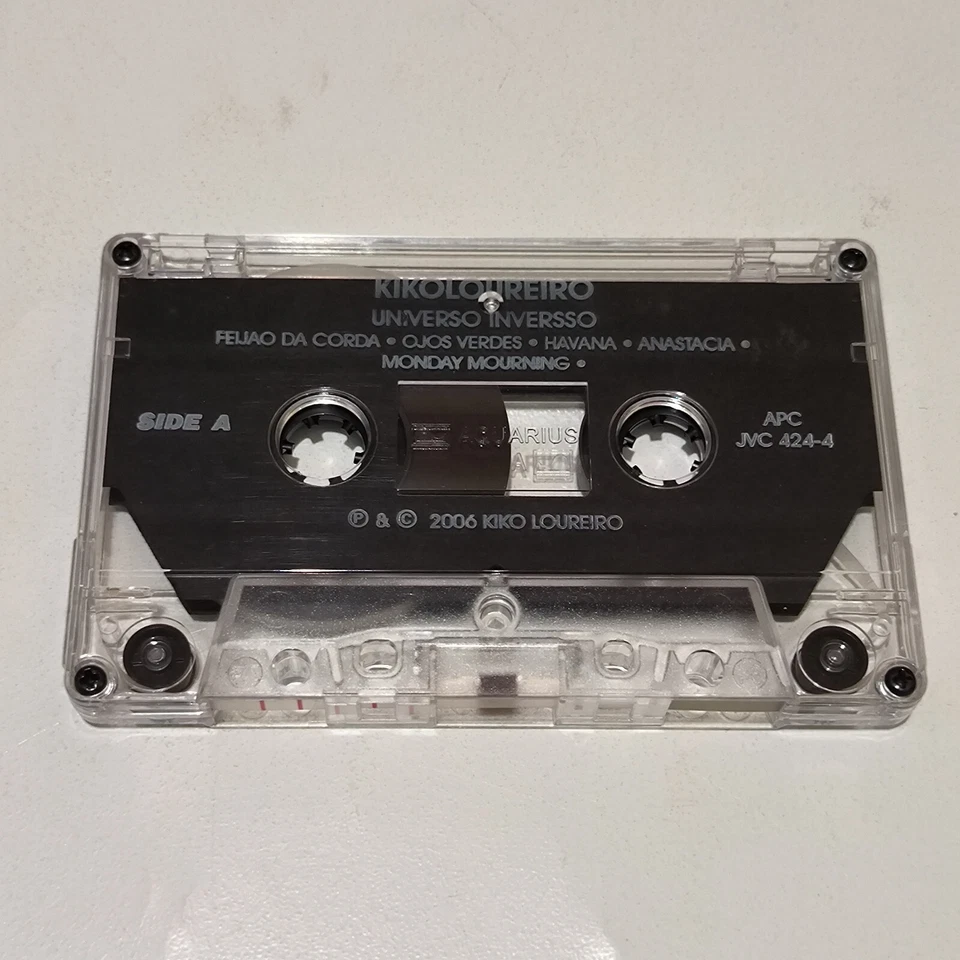 KIKOLOUREIRO
UNIVERSO INVERSSO
FEIJAO DA CORDA • OJOS VERDES • HAVANA • ANASTACIA •
MONDAY MOURNING •
SIDE A
AQUARIUS
A
APC
JVC 424-4
℗ & © 2006 KIKO LOUREIRO